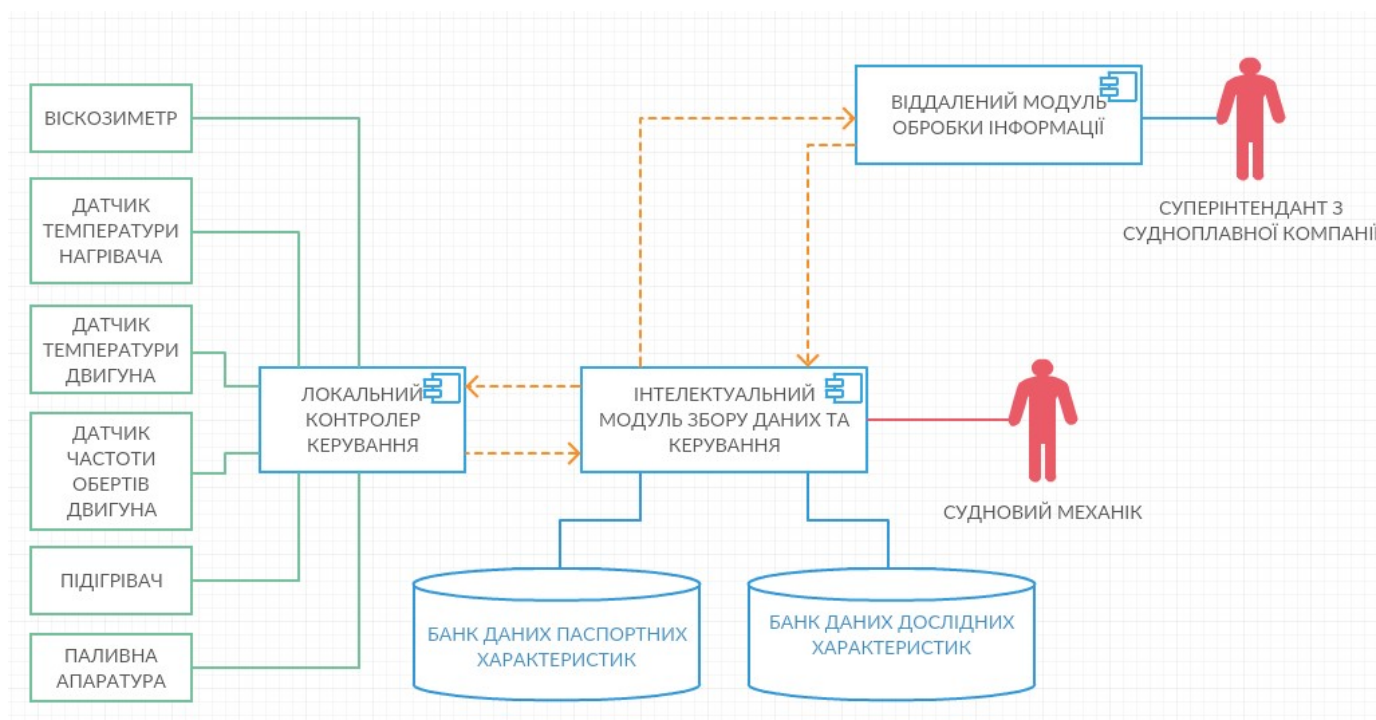 ВІСКОЗИМЕТР
ДАТЧИК
ТЕМПЕРАТУРИ
НАГРІВАЧА
ДАТЧИК
ТЕМПЕРАТУРИ
ДВИГУНА
ДАТЧИК
ЧАСТОТИ
ОБЕРТІВ
ДВИГУНА
ПІДІГРІВАЧ
ПАЛИВНА
АПАРАТУРА
ЛОКАЛЬНИЙ
КОНТРОЛЕР
КЕРУВАННЯ
ІНТЕЛЕКТУАЛЬНИЙ
МОДУЛЬ ЗБОРУ ДАНИХ ТА
КЕРУВАННЯ
ВІДДАЛЕНИЙ МОДУЛЬ
ОБРОБКИ ІНФОРМАЦІЇ
СУПЕРІНТЕНДАНТ З
СУДНОПЛАВНОЇ КОМПАНІЇ
СУДНОВИЙ МЕХАНІК
БАНК ДАНИХ ПАСПОРТНИХ
ХАРАКТЕРИСТИК
БАНК ДАНИХ ДОСЛІДНИХ
ХАРАКТЕРИСТИК